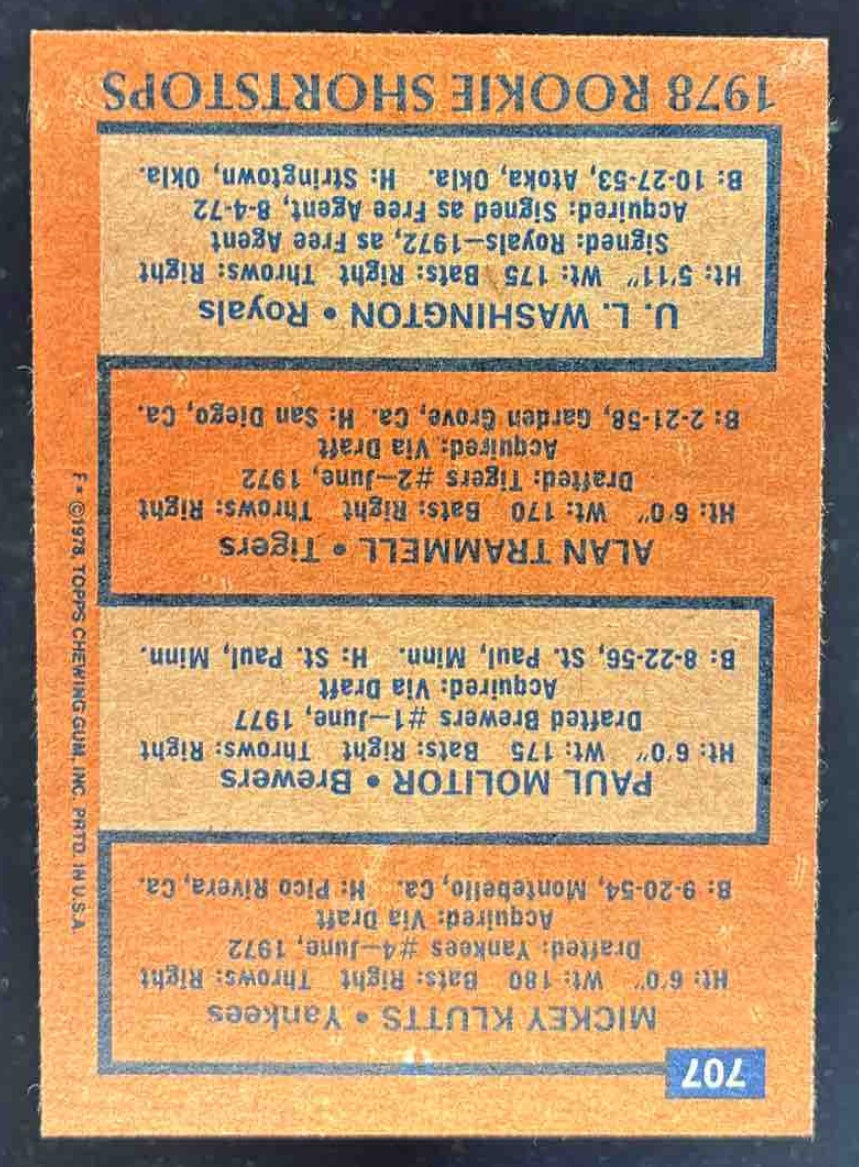 707
MICKEY KLUTTS • Yankees
Ht: 6'0" Wt: 180 Bats: Right Throws: Right
Drafted: Yankees #4—June, 1972
Acquired: Via Draft
B: 9-20-54, Montebello, Ca. H: Pico Rivera, Ca.
PAUL MOLITOR • Brewers
Ht: 6'0" Wt: 175 Bats: Right Throws: Right
Drafted Brewers #1—June, 1977
Acquired: Via Draft
B: 8-22-56, St. Paul, Minn. H: St. Paul, Minn.
ALAN TRAMMELL • Tigers
Ht: 6'0" Wt: 170 Bats: Right Throws: Right
Drafted: Tigers #2—June, 1972
Acquired: Via Draft
B: 2-21-58, Garden Grove, Ca. H: San Diego, Ca.
U. L. WASHINGTON • Royals
Ht: 5'11" Wt: 175 Bats: Right Throws: Right
Signed: Royals—1972, as Free Agent
Acquired: Signed as Free Agent, 8-4-72
B: 10-27-53, Atoka, Okla. H: Stringtown, Okla.
1978 ROOKIE SHORTSTOPS
F* ©1978, TOPPS CHEWING GUM, INC. PRTD. IN U.S.A.